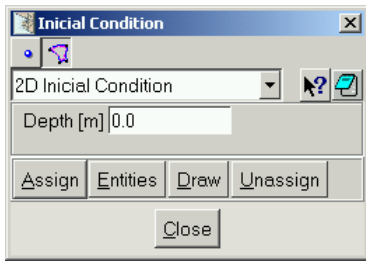 Inicial Condition
2D Inicial Condition
Depth [m] 0.0
Assign Entities Draw Unassign
Close